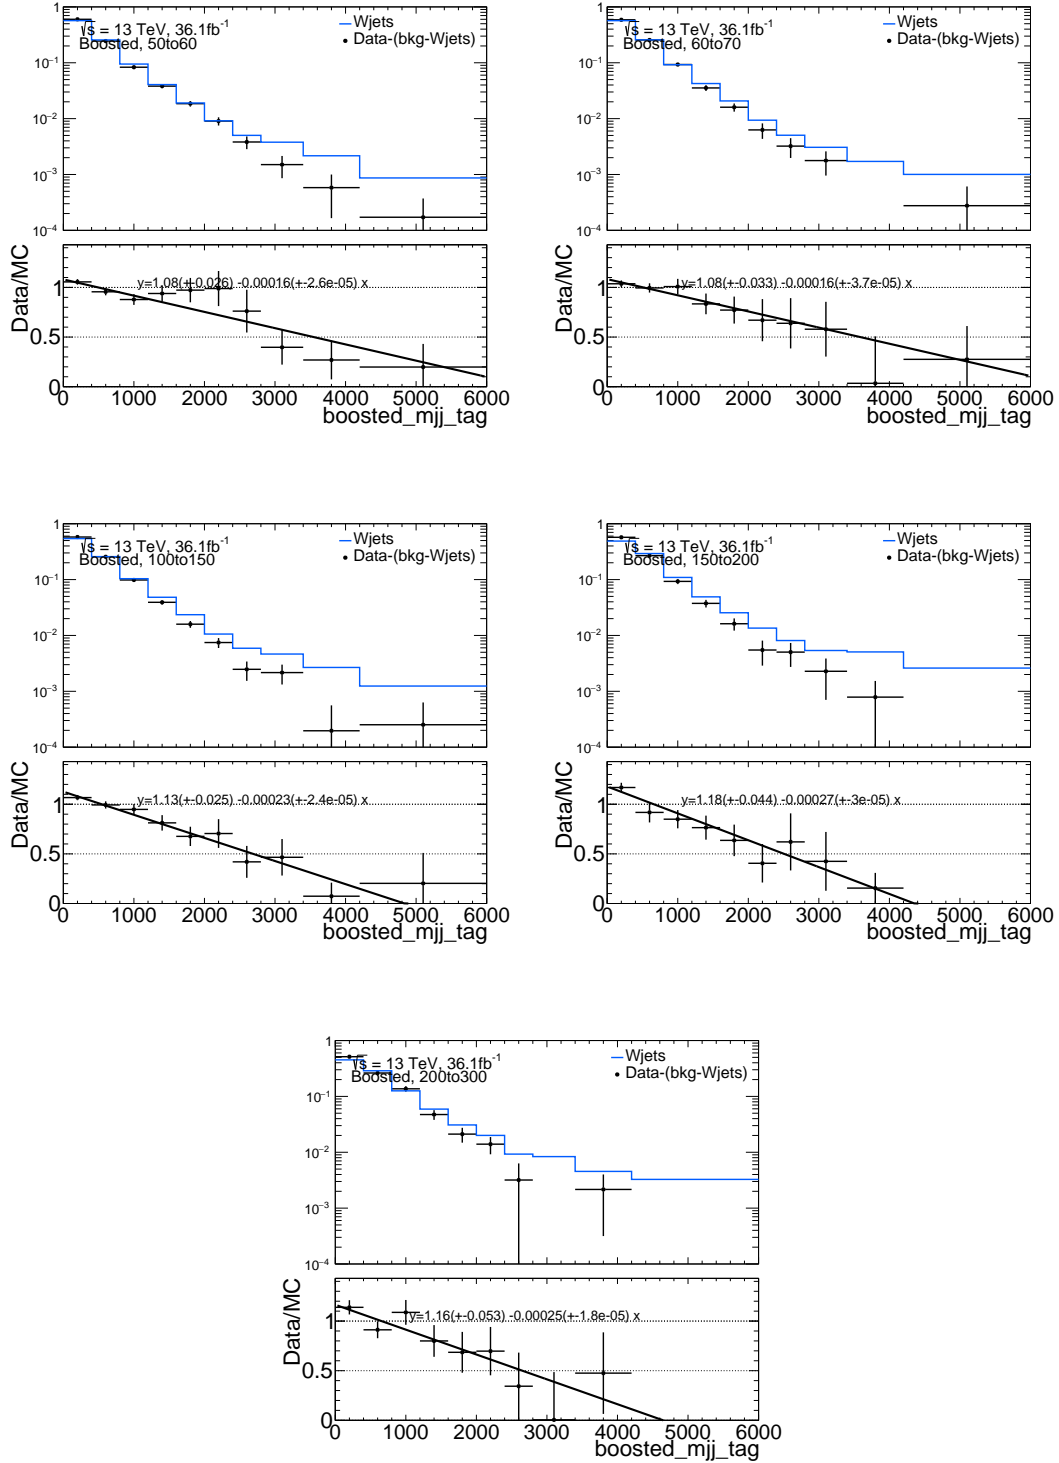 1
√s = 13 TeV, 36.1fb⁻¹
Boosted, 50to60
Wjets
Data-(bkg-Wjets)
10⁻¹
10⁻²
10⁻³
10⁻⁴
Data/MC
y=1.08(+-0.026) -0.00016(+-2.6e-05) x
1
0.5
0
0 1000 2000 3000 4000 5000 6000
boosted_mjj_tag
1
√s = 13 TeV, 36.1fb⁻¹
Boosted, 60to70
Wjets
Data-(bkg-Wjets)
10⁻¹
10⁻²
10⁻³
10⁻⁴
Data/MC
y=1.08(+-0.033) -0.00016(+-3.7e-05) x
1
0.5
0
0 1000 2000 3000 4000 5000 6000
boosted_mjj_tag
1
√s = 13 TeV, 36.1fb⁻¹
Boosted, 100to150
Wjets
Data-(bkg-Wjets)
10⁻¹
10⁻²
10⁻³
10⁻⁴
Data/MC
y=1.13(+-0.025) -0.00023(+-2.4e-05) x
1
0.5
0
0 1000 2000 3000 4000 5000 6000
boosted_mjj_tag
1
√s = 13 TeV, 36.1fb⁻¹
Boosted, 150to200
Wjets
Data-(bkg-Wjets)
10⁻¹
10⁻²
10⁻³
10⁻⁴
Data/MC
y=1.18(+-0.044) -0.00027(+-3e-05) x
1
0.5
0
0 1000 2000 3000 4000 5000 6000
boosted_mjj_tag
1
√s = 13 TeV, 36.1fb⁻¹
Boosted, 200to300
Wjets
Data-(bkg-Wjets)
10⁻¹
10⁻²
10⁻³
10⁻⁴
Data/MC
y=1.16(+-0.053) -0.00025(+-1.8e-05) x
1
0.5
0
0 1000 2000 3000 4000 5000 6000
boosted_mjj_tag